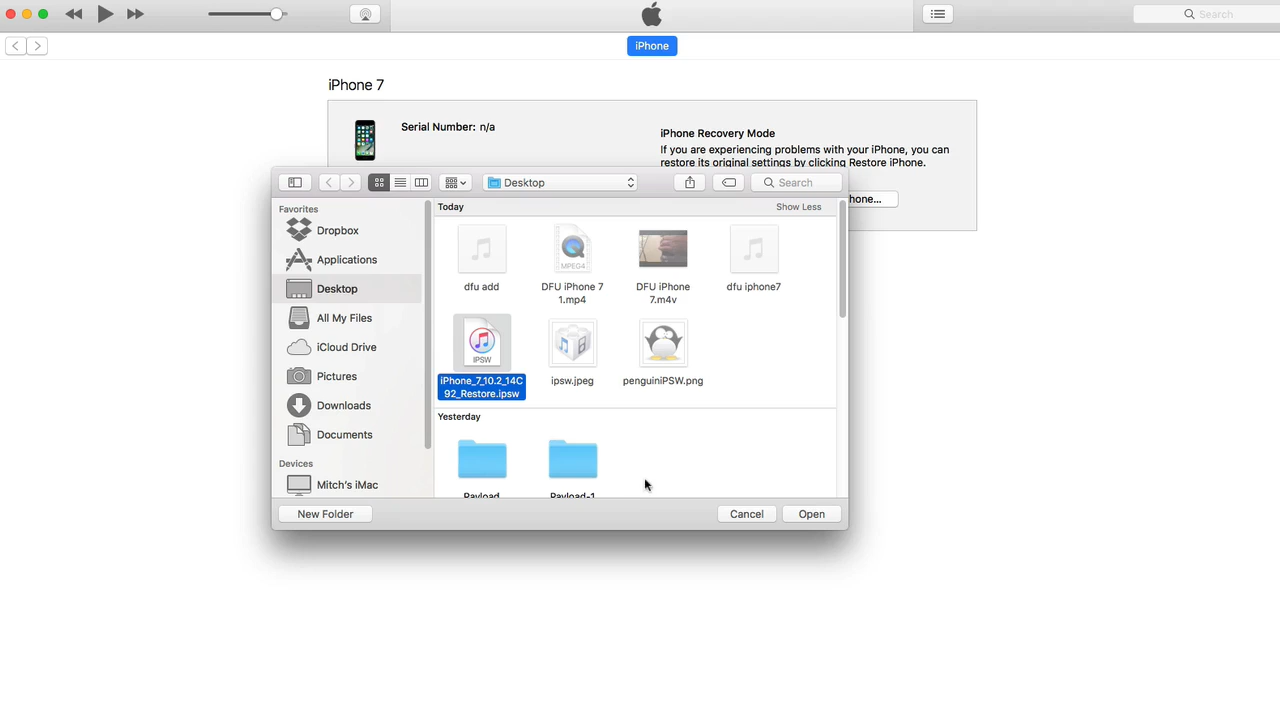 Search
iPhone
iPhone 7
Serial Number: n/a
iPhone Recovery Mode
If you are experiencing problems with your iPhone, you can
restore its original settings by clicking Restore iPhone.
hone...
Desktop
Search
Favorites
Dropbox
Applications
Desktop
All My Files
iCloud Drive
Pictures
Downloads
Documents
Devices
Mitch's iMac
Today
Show Less
MPEG4
dfu add
DFU iPhone 7
1.mp4
DFU iPhone
7.m4v
dfu iphone7
IPSW
iPhone_7_10.2_14C
92_Restore.ipsw
ipsw.jpeg
penguiniPSW.png
Yesterday
Payload
Payload-1
New Folder
Cancel
Open